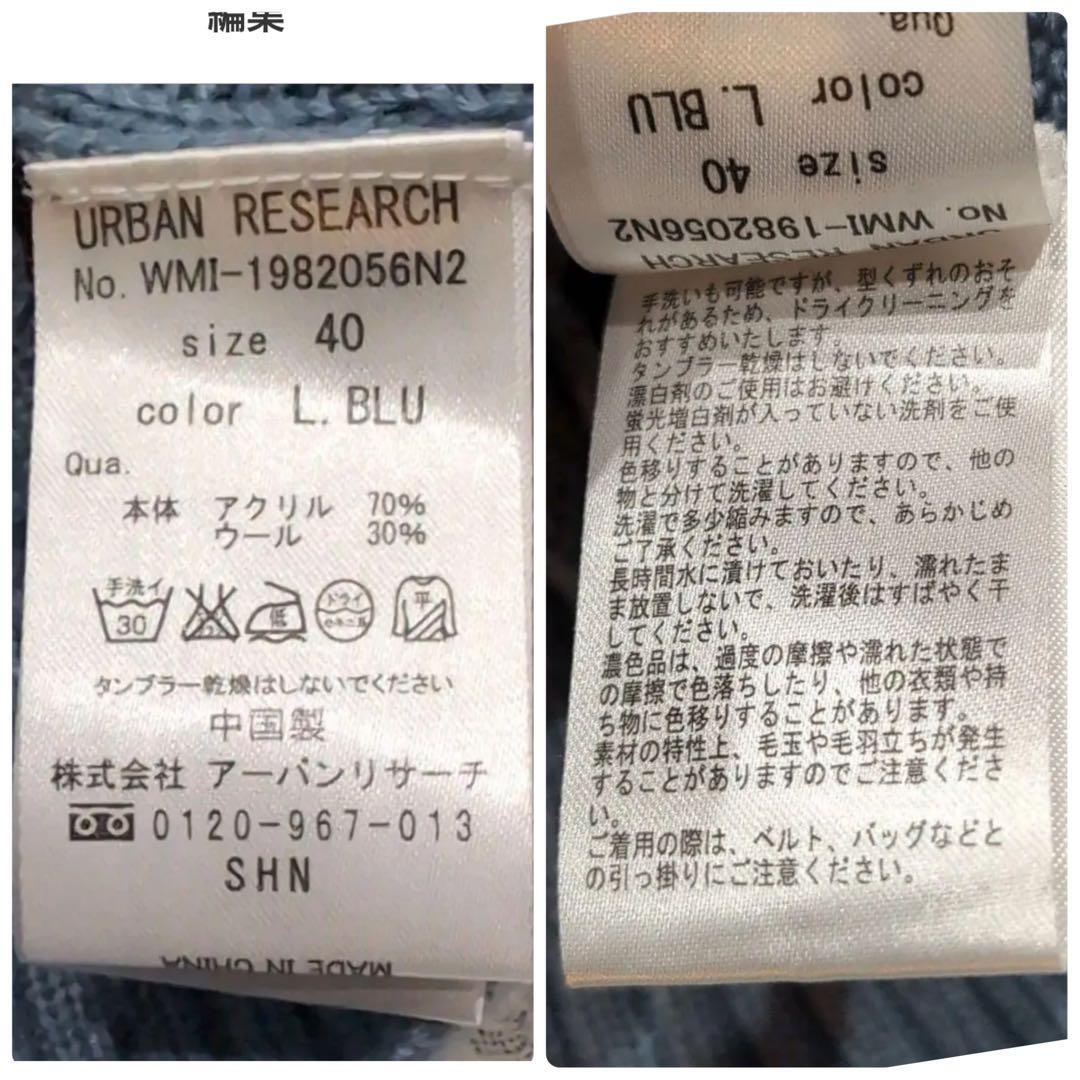 編集
URBAN RESEARCH
No. WMI-1982056N2
size 40
color L. BLU
Qua.
本体 アクリル 70%
ウール 30%
手洗イ
30
低
ドライ
セキユ系
平
タンブラー乾燥はしないでください
中国製
株式会社 アーバンリサーチ
0120-967-013
SHN
MADE IN CHINA
Qua.
color L. BLU
size 40
No. WMI-1982056N2
URBAN RESEARCH
手洗いも可能ですが、型くずれのおそ
れがあるため、ドライクリーニングを
おすすめいたします。
タンブラー乾燥はしないでください。
漂白剤のご使用はお避けください。
蛍光増白剤が入っていない洗剤をご使
用ください。
色移りすることがありますので、他の
物と分けて洗濯してください。
洗濯で多少縮みますので、あらかじめ
ご了承ください。
長時間水に漬けておいたり、濡れたま
ま放置しないで、洗濯後はすばやく干
してください。
濃色品は、過度の摩擦や濡れた状態で
の摩擦で色落ちしたり、他の衣類や持
ち物に色移りすることがあります。
素材の特性上、毛玉や毛羽立ちが発生
することがありますのでご注意くださ
い。
ご着用の際は、ベルト、バッグなどと
の引っ掛りにご注意ください。